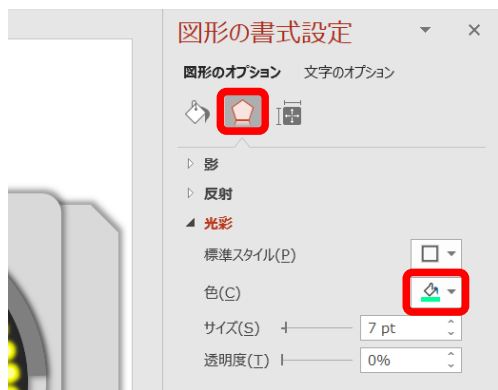 図形の書式設定
図形のオプション 文字のオプション
影
反射
光彩
標準スタイル(P)
色(C)
サイズ(S) 7 pt
透明度(T) 0%